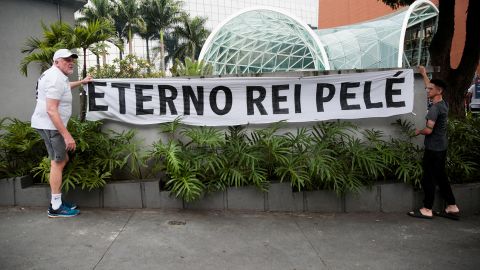 ETERNO REI PELÉ